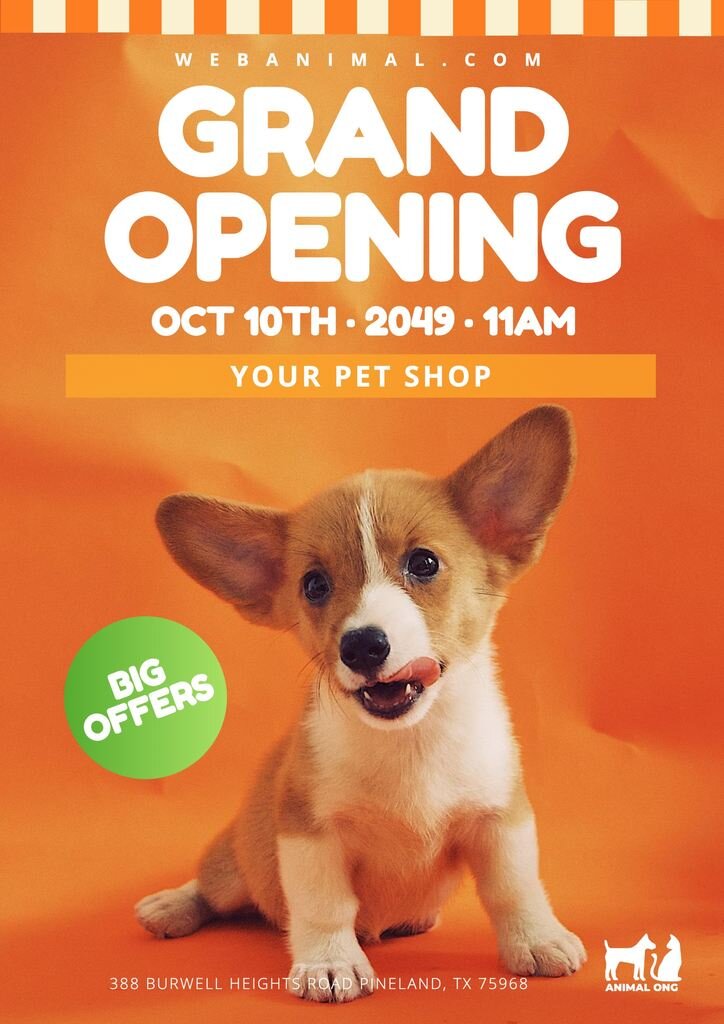 WEBANIMAL.COM
GRAND
OPENING
OCT 10TH · 2049 · 11AM
YOUR PET SHOP
BIG
OFFERS
388 BURWELL HEIGHTS ROAD PINELAND, TX 75968
ANIMAL ONG